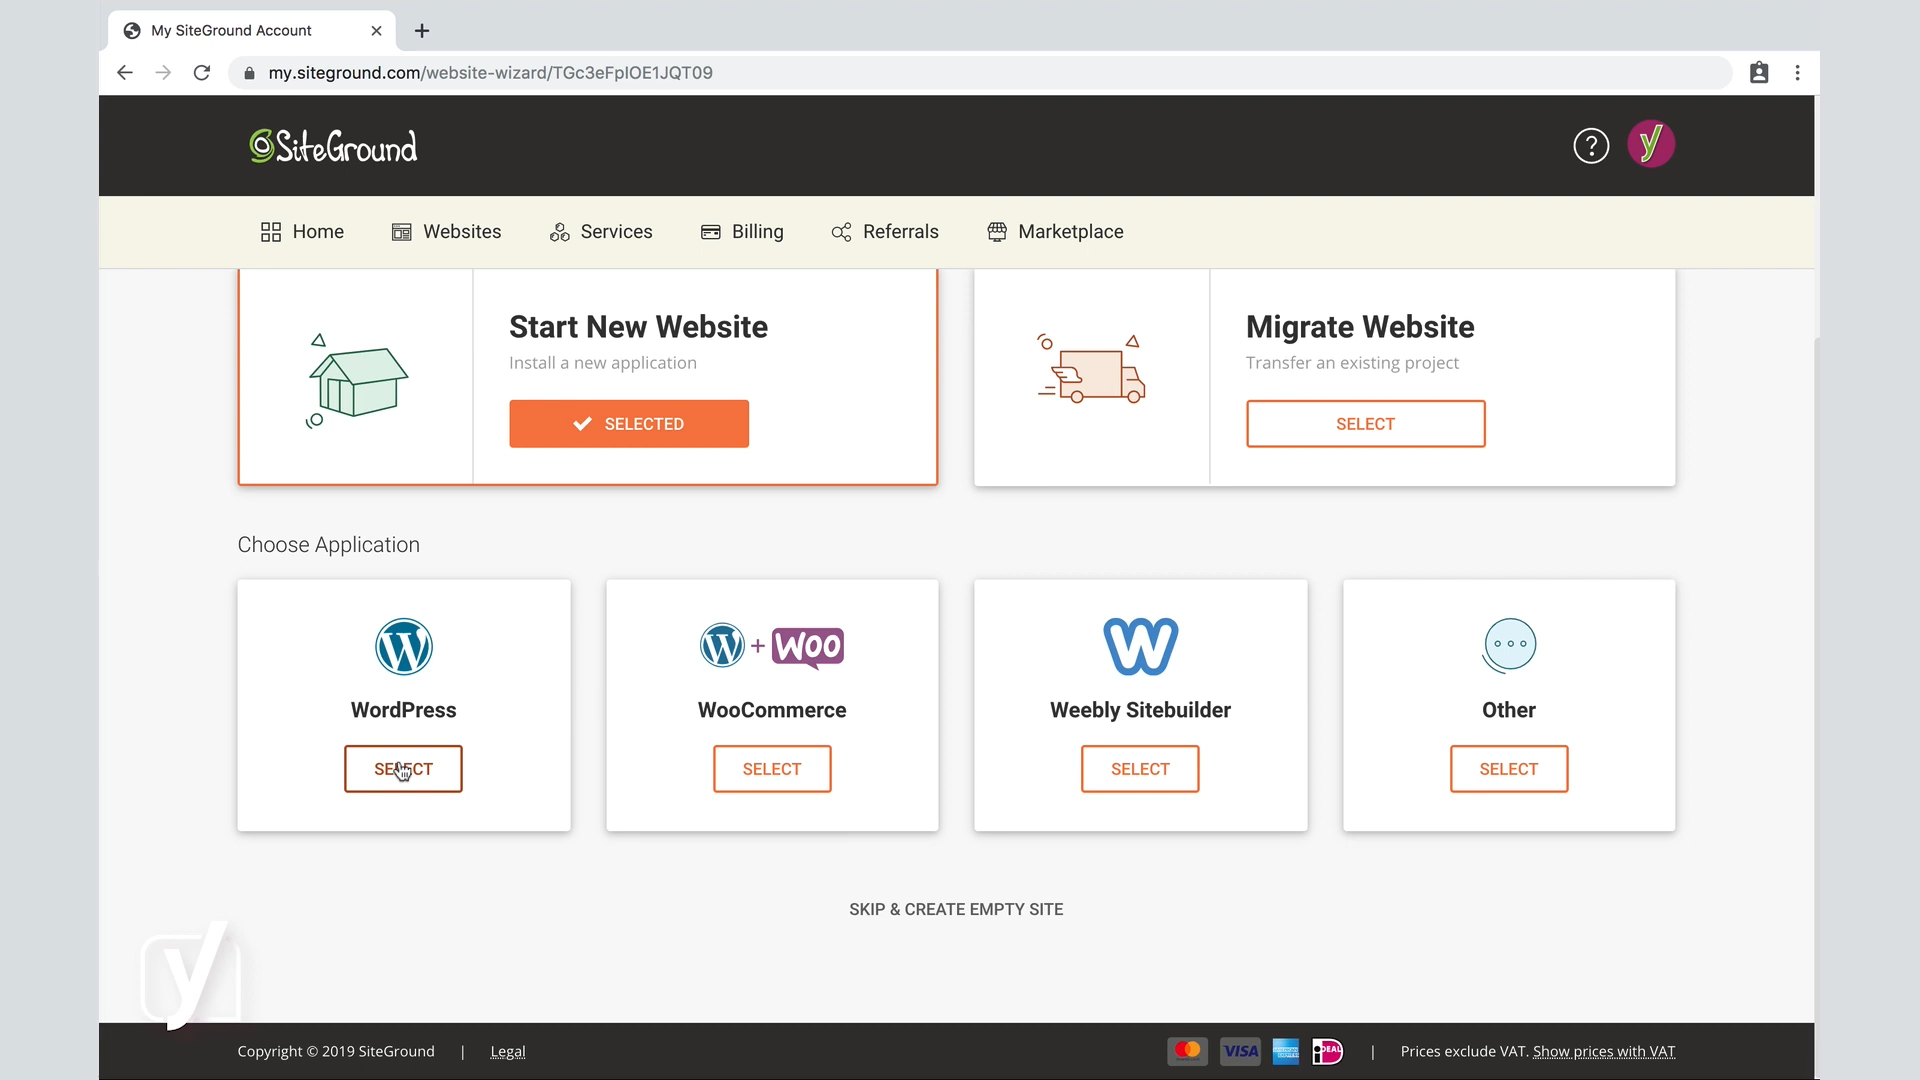 My SiteGround Account
my.siteground.com/website-wizard/TGc3eFpIOE1JQT09
SiteGround
Home Websites Services Billing Referrals Marketplace
Start New Website
Install a new application
SELECTED
Migrate Website
Transfer an existing project
SELECT
Choose Application
W
WordPress
SELECT
W + WOO
WooCommerce
SELECT
W
Weebly Sitebuilder
SELECT
Other
SELECT
SKIP & CREATE EMPTY SITE
y
Copyright © 2019 SiteGround | Legal
VISA iDEAL | Prices exclude VAT. Show prices with VAT